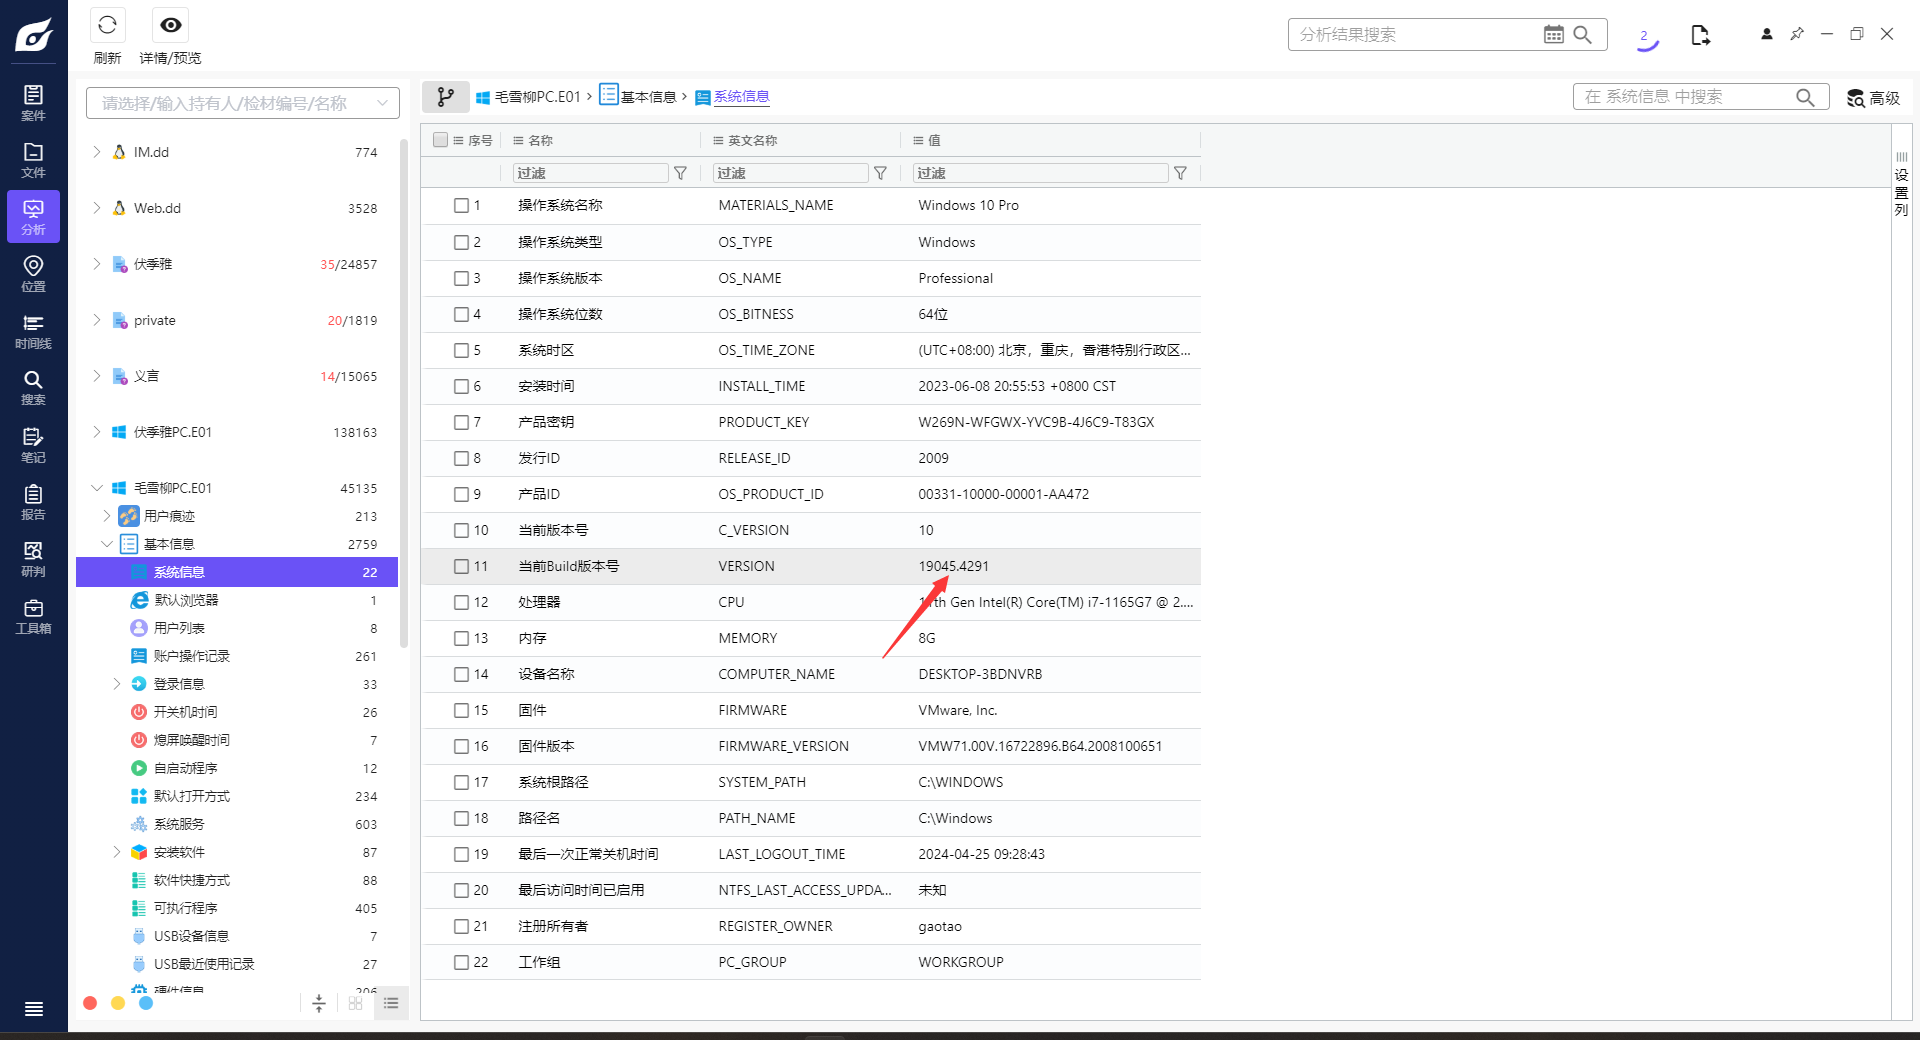 刷新
详情/预览
分析结果搜索
2
案件
文件
分析
位置
时间线
搜索
笔记
报告
研判
工具箱
请选择/输入持有人/检材编号/名称
IM.dd 774
Web.dd 3528
伏季雅 35/24857
private 20/1819
义言 14/15065
伏季雅PC.E01 138163
毛雪柳PC.E01 45135
用户痕迹 213
基本信息 2759
系统信息 22
默认浏览器 1
用户列表 8
账户操作记录 261
登录信息 33
开关机时间 26
熄屏唤醒时间 7
自启动程序 12
默认打开方式 234
系统服务 603
安装软件 87
软件快捷方式 88
可执行程序 405
USB设备信息 7
USB最近使用记录 27
硬件信息 206
毛雪柳PC.E01 › 基本信息 › 系统信息
在 系统信息 中搜索
高级
序号 名称 英文名称 值
过滤 过滤 过滤
1 操作系统名称 MATERIALS_NAME Windows 10 Pro
2 操作系统类型 OS_TYPE Windows
3 操作系统版本 OS_NAME Professional
4 操作系统位数 OS_BITNESS 64位
5 系统时区 OS_TIME_ZONE (UTC+08:00) 北京，重庆，香港特别行政区...
6 安装时间 INSTALL_TIME 2023-06-08 20:55:53 +0800 CST
7 产品密钥 PRODUCT_KEY W269N-WFGWX-YVC9B-4J6C9-T83GX
8 发行ID RELEASE_ID 2009
9 产品ID OS_PRODUCT_ID 00331-10000-00001-AA472
10 当前版本号 C_VERSION 10
11 当前Build版本号 VERSION 19045.4291
12 处理器 CPU 11th Gen Intel(R) Core(TM) i7-1165G7 @ 2....
13 内存 MEMORY 8G
14 设备名称 COMPUTER_NAME DESKTOP-3BDNVRB
15 固件 FIRMWARE VMware, Inc.
16 固件版本 FIRMWARE_VERSION VMW71.00V.16722896.B64.2008100651
17 系统根路径 SYSTEM_PATH C:\WINDOWS
18 路径名 PATH_NAME C:\Windows
19 最后一次正常关机时间 LAST_LOGOUT_TIME 2024-04-25 09:28:43
20 最后访问时间已启用 NTFS_LAST_ACCESS_UPDA... 未知
21 注册所有者 REGISTER_OWNER gaotao
22 工作组 PC_GROUP WORKGROUP
设置列